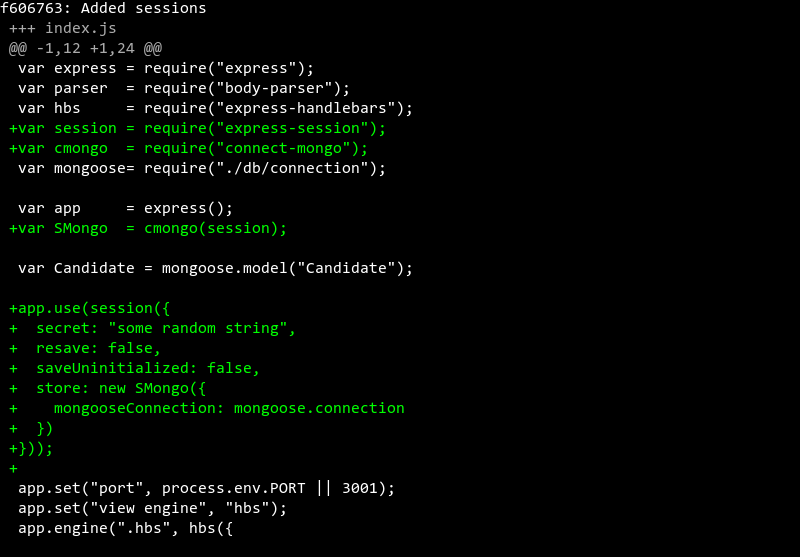 f606763: Added sessions
+++ index.js
@@ -1,12 +1,24 @@
 var express = require("express");
 var parser  = require("body-parser");
 var hbs     = require("express-handlebars");
+var session = require("express-session");
+var cmongo  = require("connect-mongo");
 var mongoose= require("./db/connection");

 var app     = express();
+var SMongo  = cmongo(session);

 var Candidate = mongoose.model("Candidate");

+app.use(session({
+  secret: "some random string",
+  resave: false,
+  saveUninitialized: false,
+  store: new SMongo({
+    mongooseConnection: mongoose.connection
+  })
+}));
+
 app.set("port", process.env.PORT || 3001);
 app.set("view engine", "hbs");
 app.engine(".hbs", hbs({